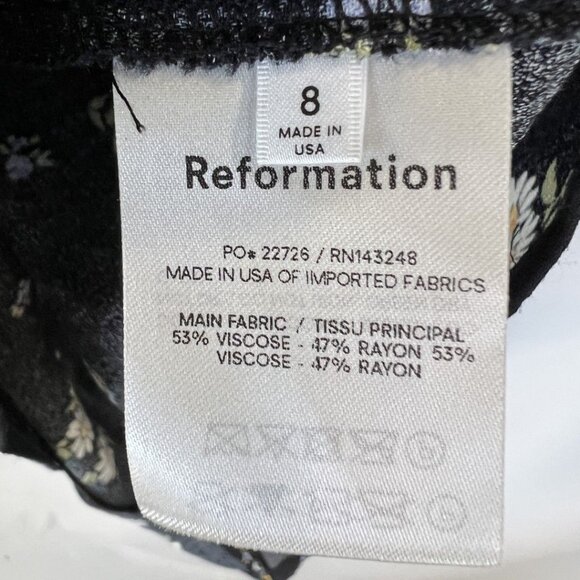 8
MADE IN
USA
Reformation
PO# 22726 / RN143248
MADE IN USA OF IMPORTED FABRICS
MAIN FABRIC / TISSU PRINCIPAL
53% VISCOSE - 47% RAYON 53%
VISCOSE - 47% RAYON